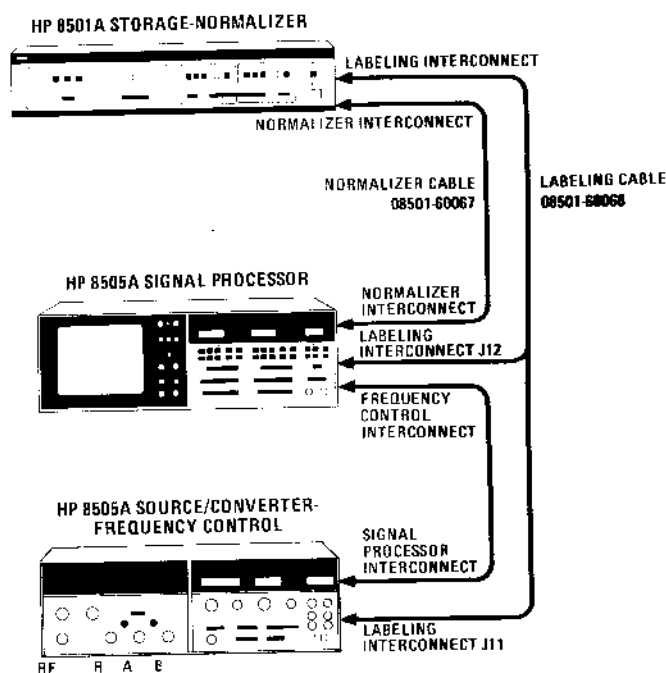 HP 8501A STORAGE-NORMALIZER
LABELING INTERCONNECT
NORMALIZER INTERCONNECT
NORMALIZER CABLE
08501-60067
LABELING CABLE
08501-60068
HP 8505A SIGNAL PROCESSOR
NORMALIZER
INTERCONNECT
LABELING
INTERCONNECT J12
FREQUENCY
CONTROL
INTERCONNECT
HP 8505A SOURCE/CONVERTER-
FREQUENCY CONTROL
SIGNAL
PROCESSOR
INTERCONNECT
LABELING
INTERCONNECT J11
RF R A B